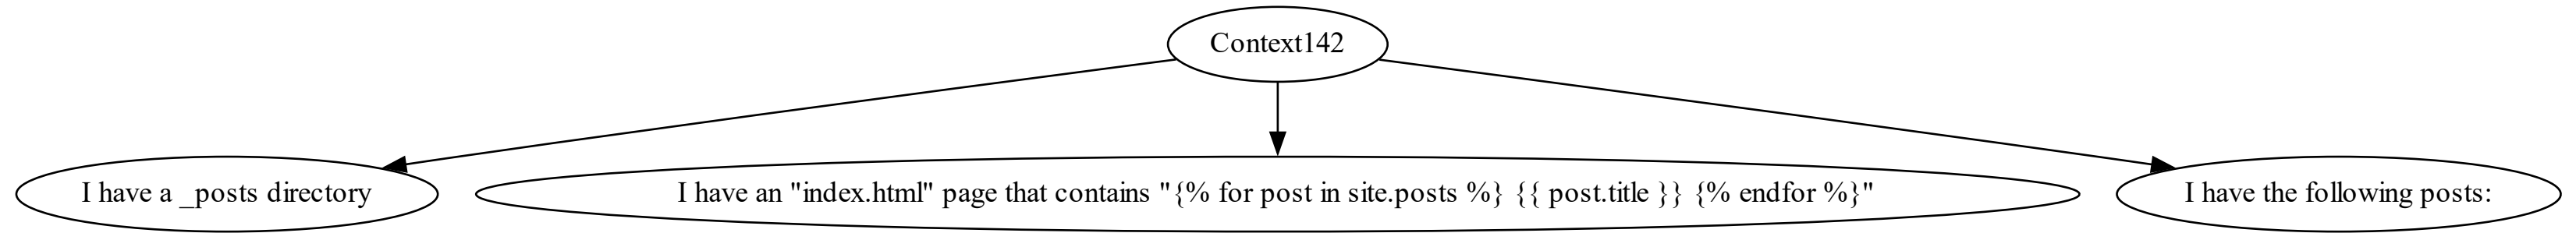 Context142
I have a _posts directory
I have an "index.html" page that contains "{% for post in site.posts %} {{ post.title }} {% endfor %}"
I have the following posts: